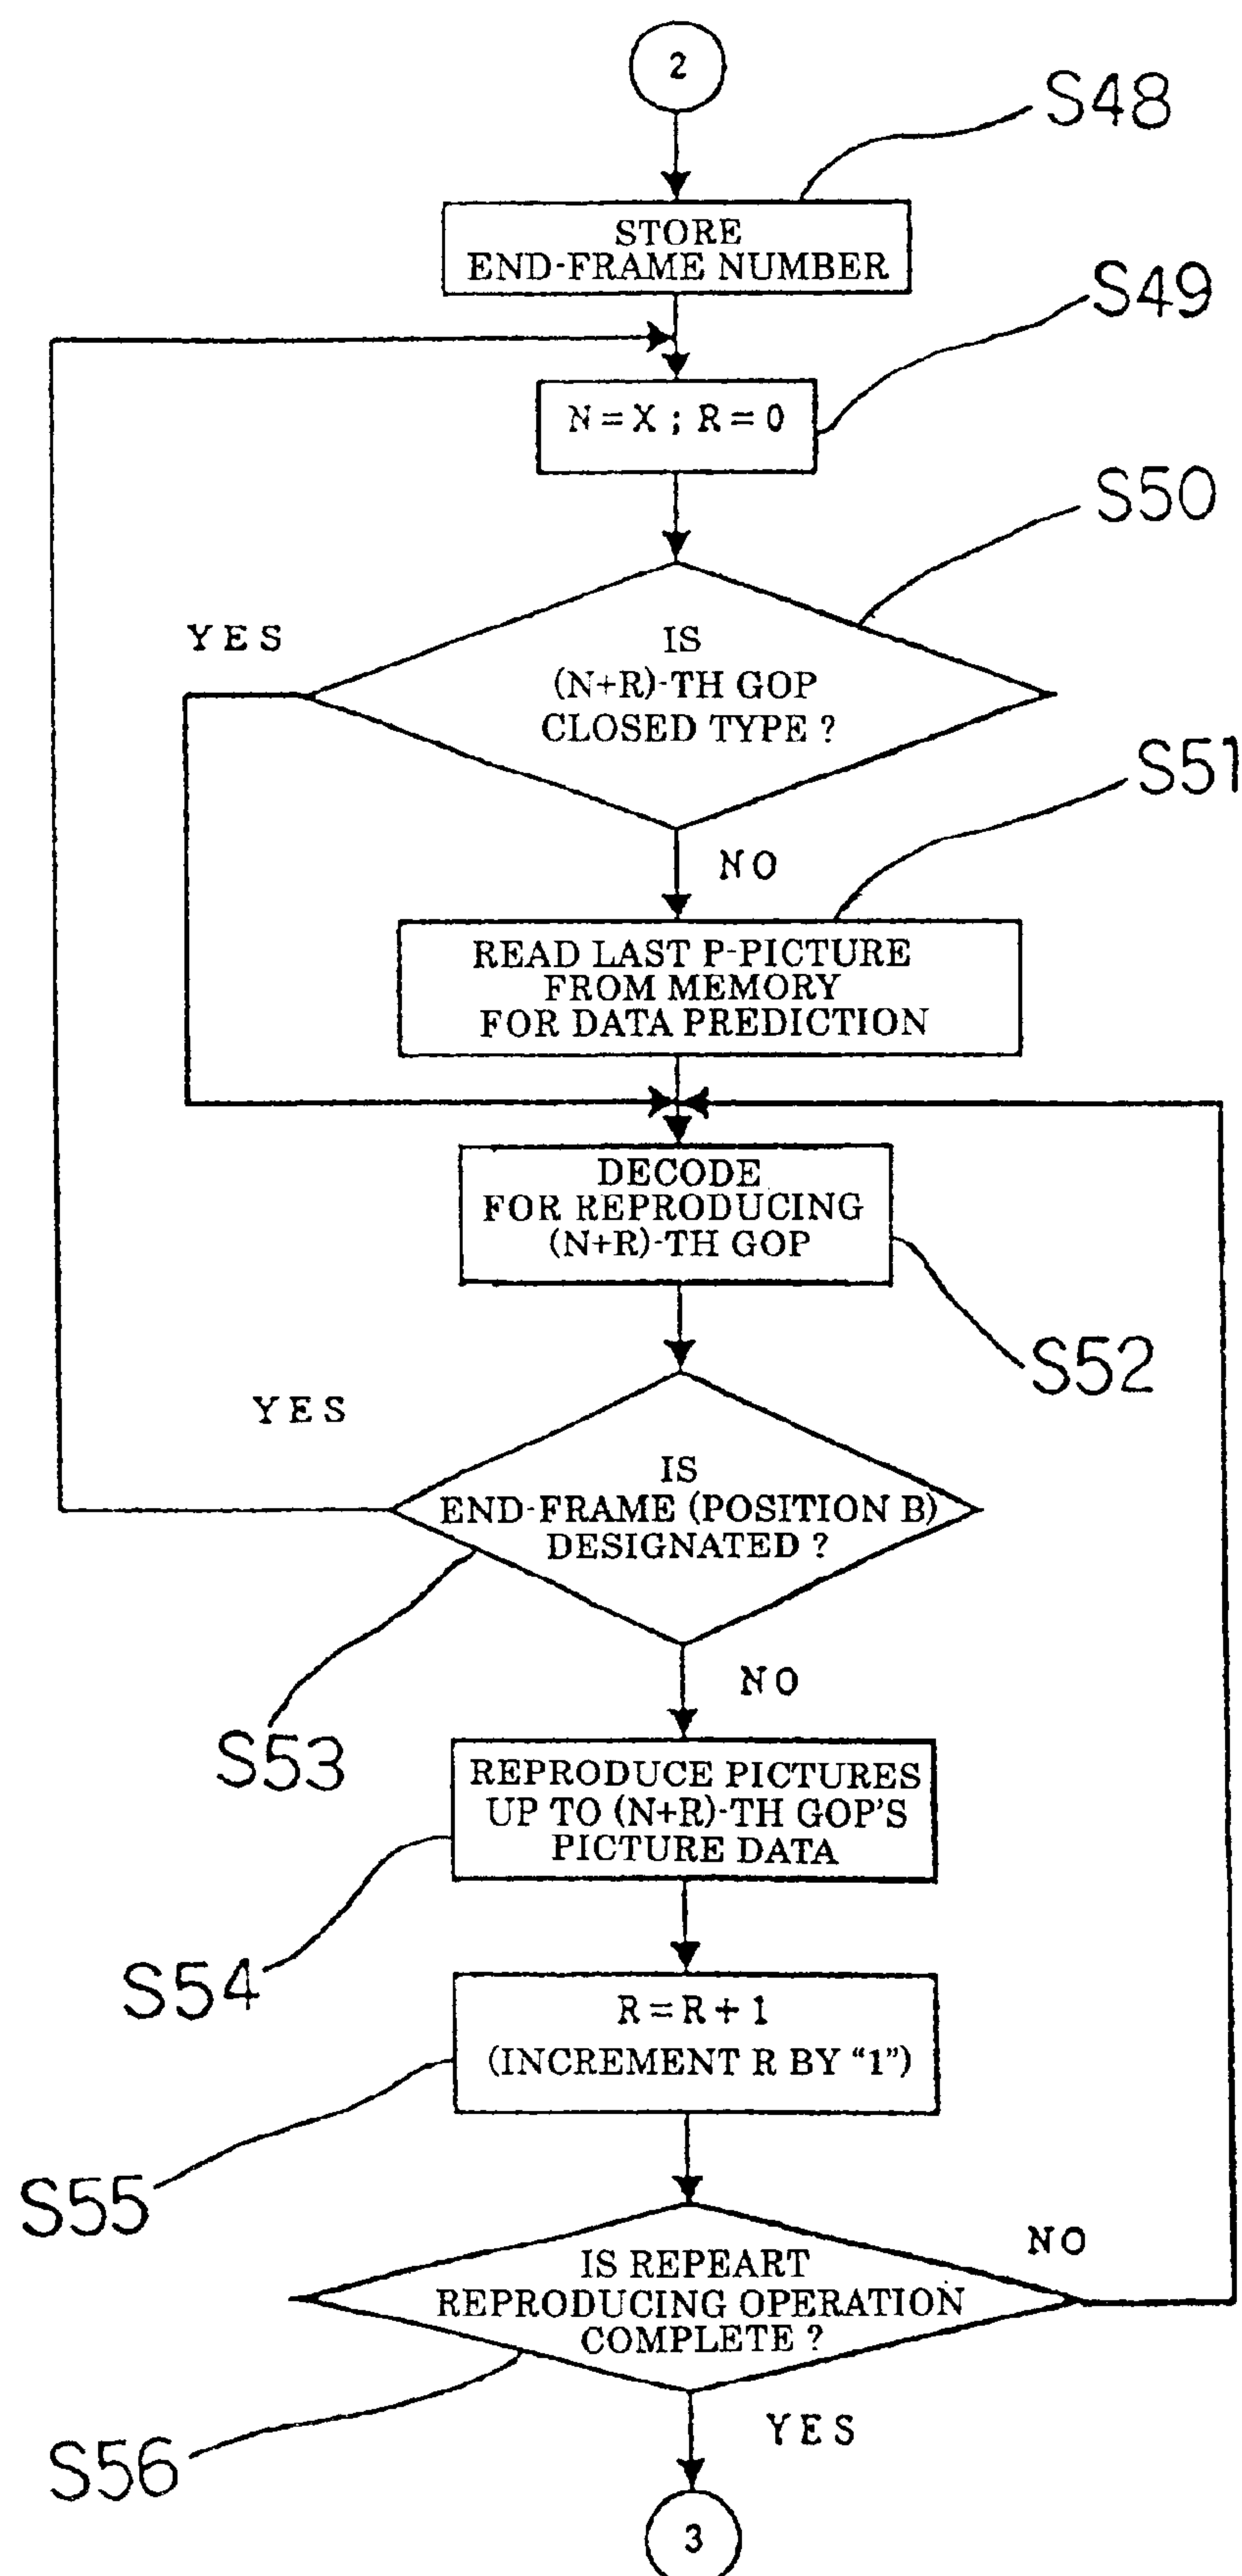 2
S48
STORE
END-FRAME NUMBER
S49
N=X ; R=0
S50
YES
IS
(N+R)-TH GOP
CLOSED TYPE ?
S51
NO
READ LAST P-PICTURE
FROM MEMORY
FOR DATA PREDICTION
DECODE
FOR REPRODUCING
(N+R)-TH GOP
S52
YES
IS
END-FRAME (POSITION B)
DESIGNATED ?
S53
NO
REPRODUCE PICTURES
UP TO (N+R)-TH GOP'S
PICTURE DATA
S54
R=R+1
(INCREMENT R BY “1”)
S55
NO
IS REPEART
REPRODUCING OPERATION
COMPLETE ?
S56
YES
3